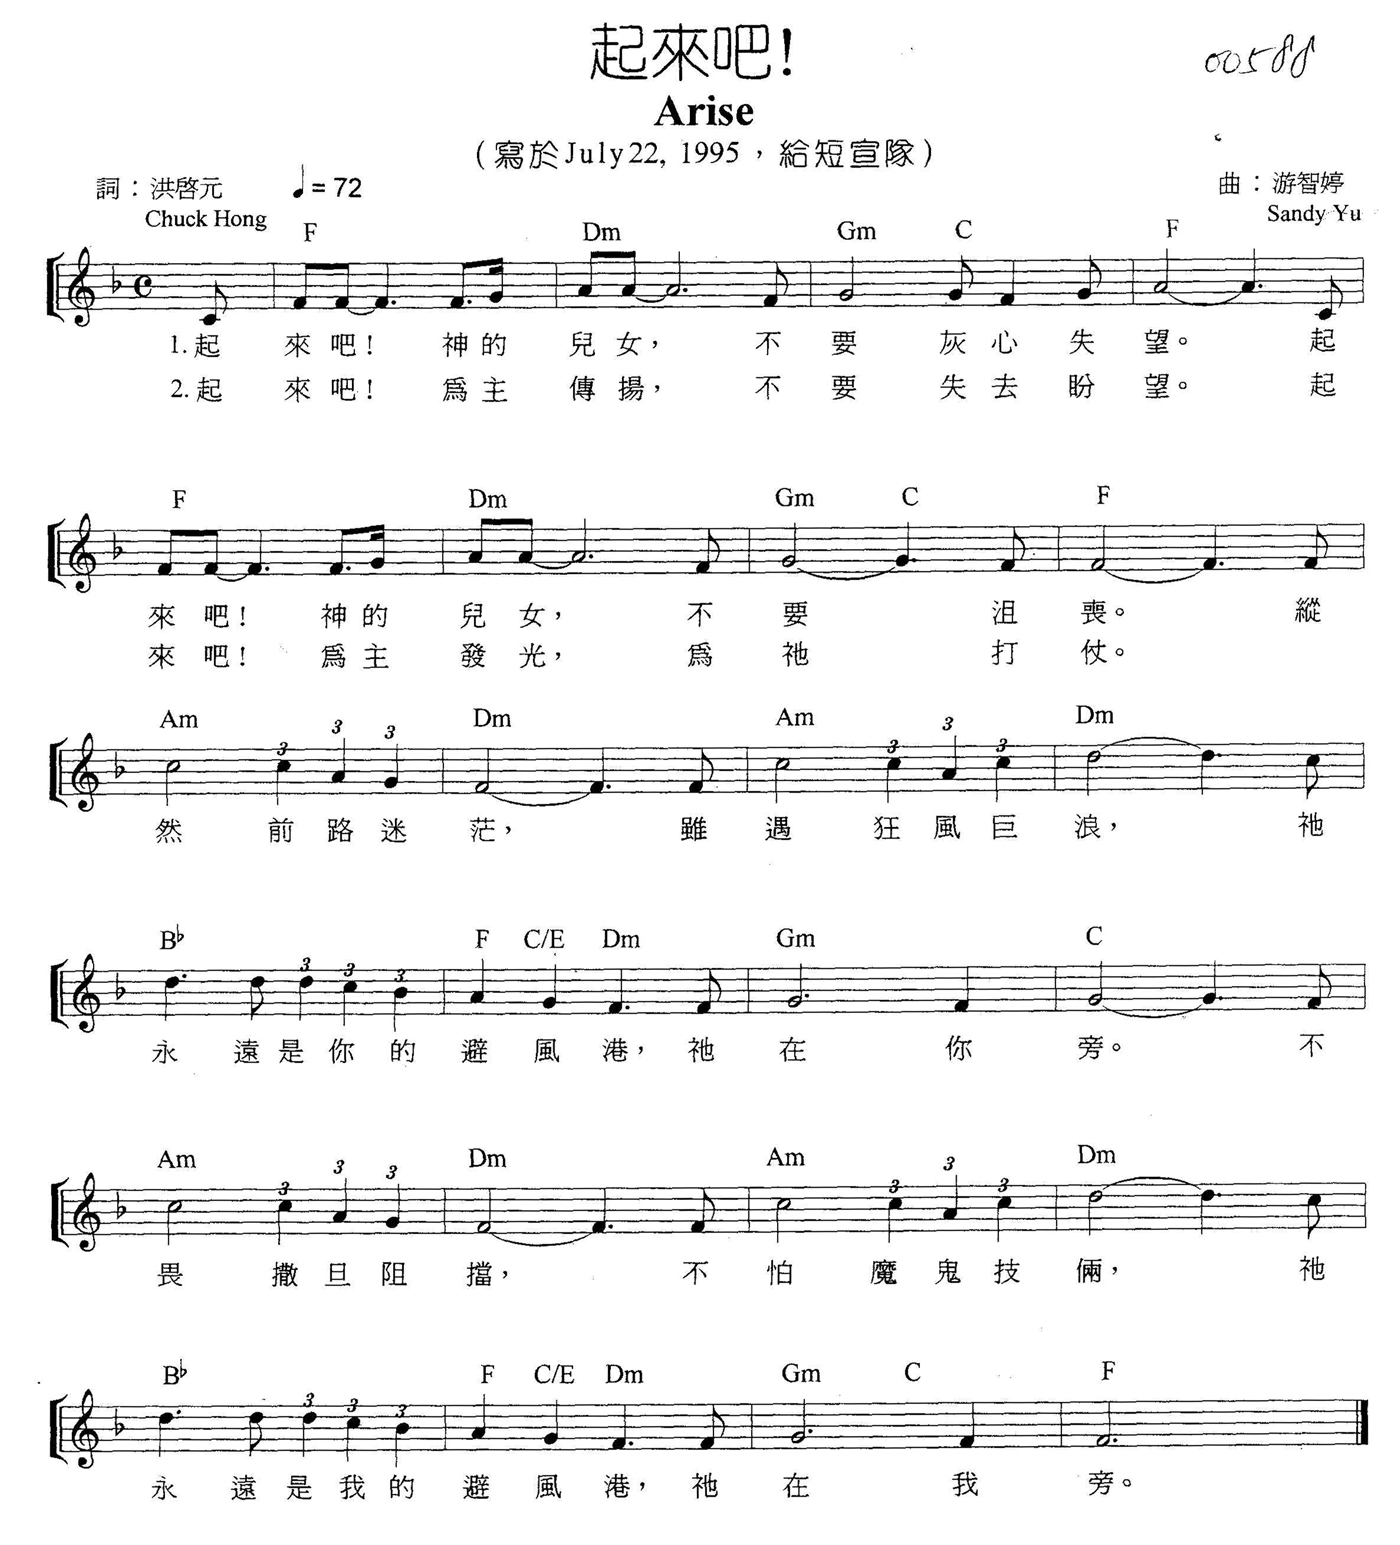 起來吧!
00588
Arise
(寫於July 22, 1995，給短宣隊)
詞：洪啓元 ♩= 72 曲：游智婷
Chuck Hong Sandy Yu
F Dm Gm C F
1.起 來 吧! 神 的 兒 女， 不 要 灰 心 失 望。 起
2.起 來 吧! 爲 主 傳 揚， 不 要 失 去 盼 望。 起
F Dm Gm C F
來 吧! 神 的 兒 女， 不 要 沮 喪。 縱
來 吧! 爲 主 發 光， 爲 祂 打 仗。
Am Dm Am Dm
3 3 3 3 3 3
然 前 路 迷 茫， 雖 遇 狂 風 巨 浪， 祂
B♭ F C/E Dm Gm C
3 3 3
永 遠 是 你 的 避 風 港， 祂 在 你 旁。 不
Am Dm Am Dm
3 3 3 3 3 3
畏 撒 旦 阻 擋， 不 怕 魔 鬼 技 倆， 祂
B♭ F C/E Dm Gm C F
3 3 3
永 遠 是 我 的 避 風 港， 祂 在 我 旁。